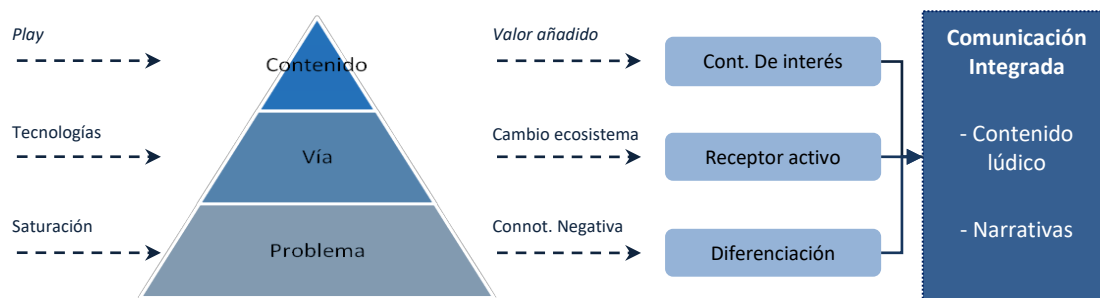 Play
Contenido
Valor añadido
Cont. De interés
Tecnologías
Vía
Cambio ecosistema
Receptor activo
Saturación
Problema
Connot. Negativa
Diferenciación
Comunicación
Integrada
- Contenido
lúdico
- Narrativas